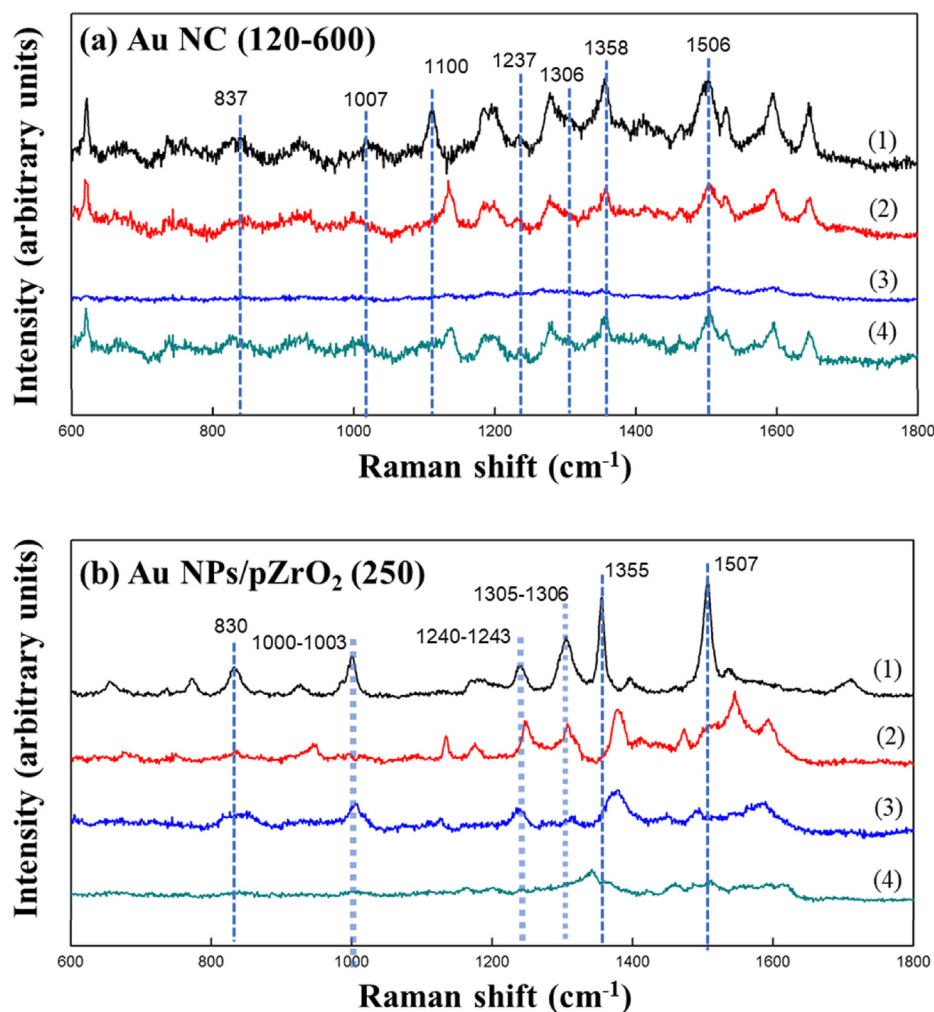 (a) Au NC (120-600)
837
1007
1100
1237
1306
1358
1506
(1)
(2)
(3)
(4)
Intensity (arbitrary units)
600 800 1000 1200 1400 1600 1800
Raman shift (cm⁻¹)
(b) Au NPs/pZrO₂ (250)
830
1000-1003
1240-1243
1305-1306
1355
1507
(1)
(2)
(3)
(4)
Intensity (arbitrary units)
600 800 1000 1200 1400 1600 1800
Raman shift (cm⁻¹)